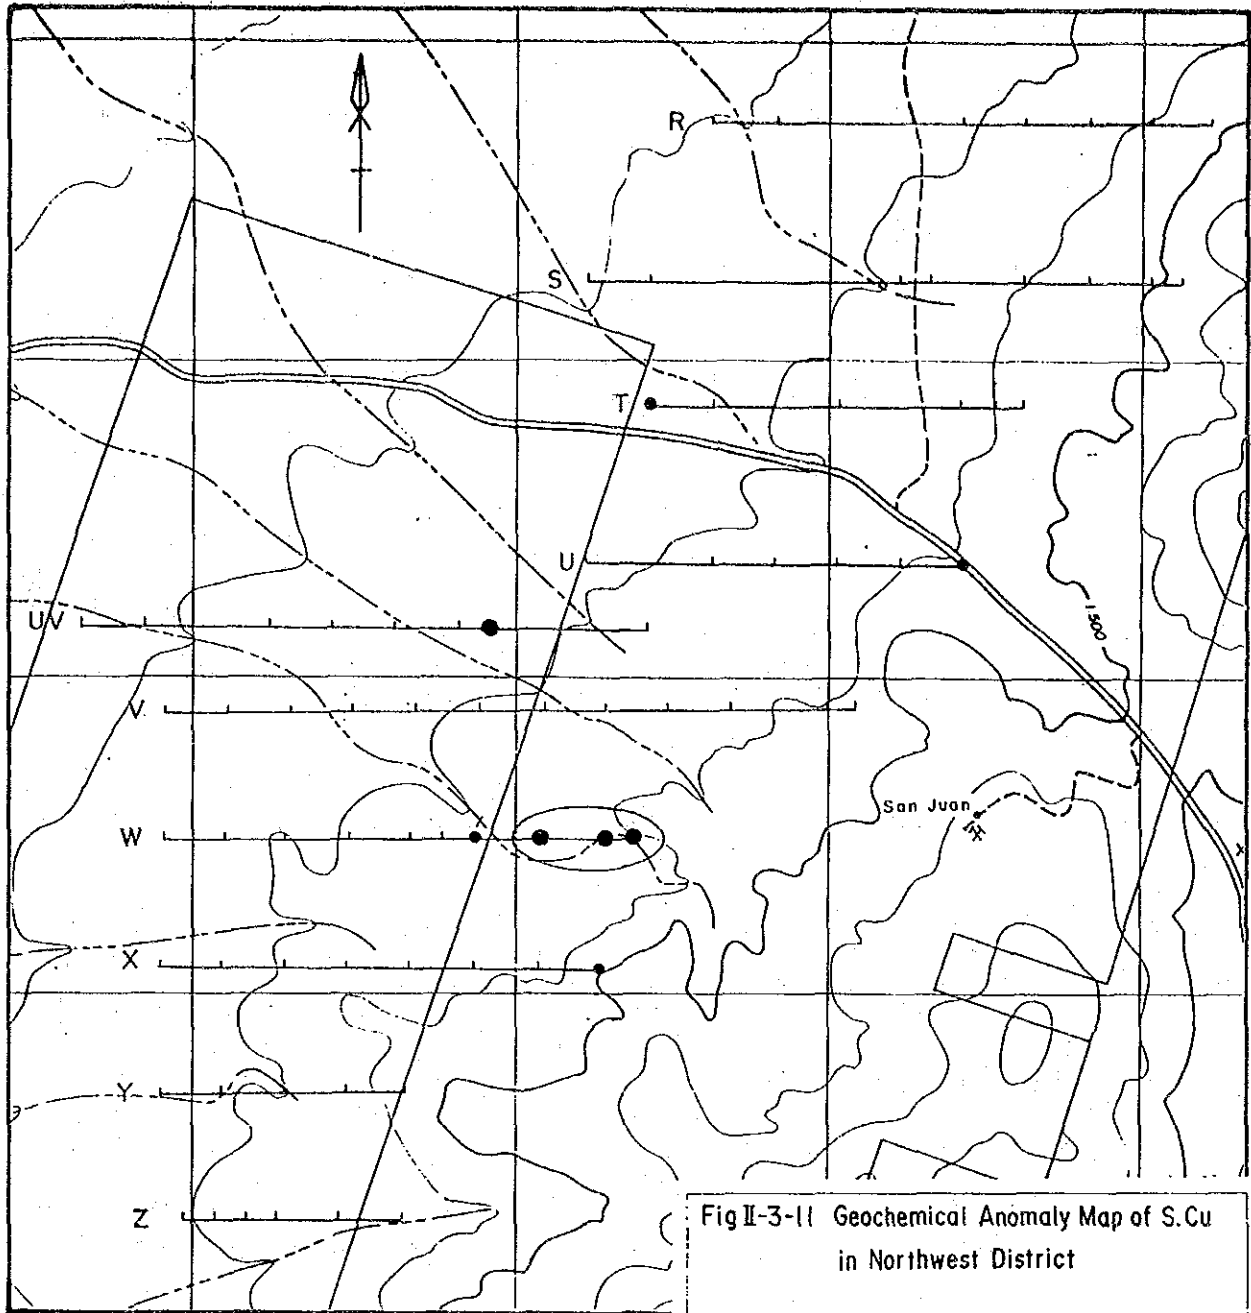 R
S
T
U
UV
1500
V
San Juan
W
X
Y
Z
Fig II-3-11 Geochemical Anomaly Map of S.Cu
in Northwest District